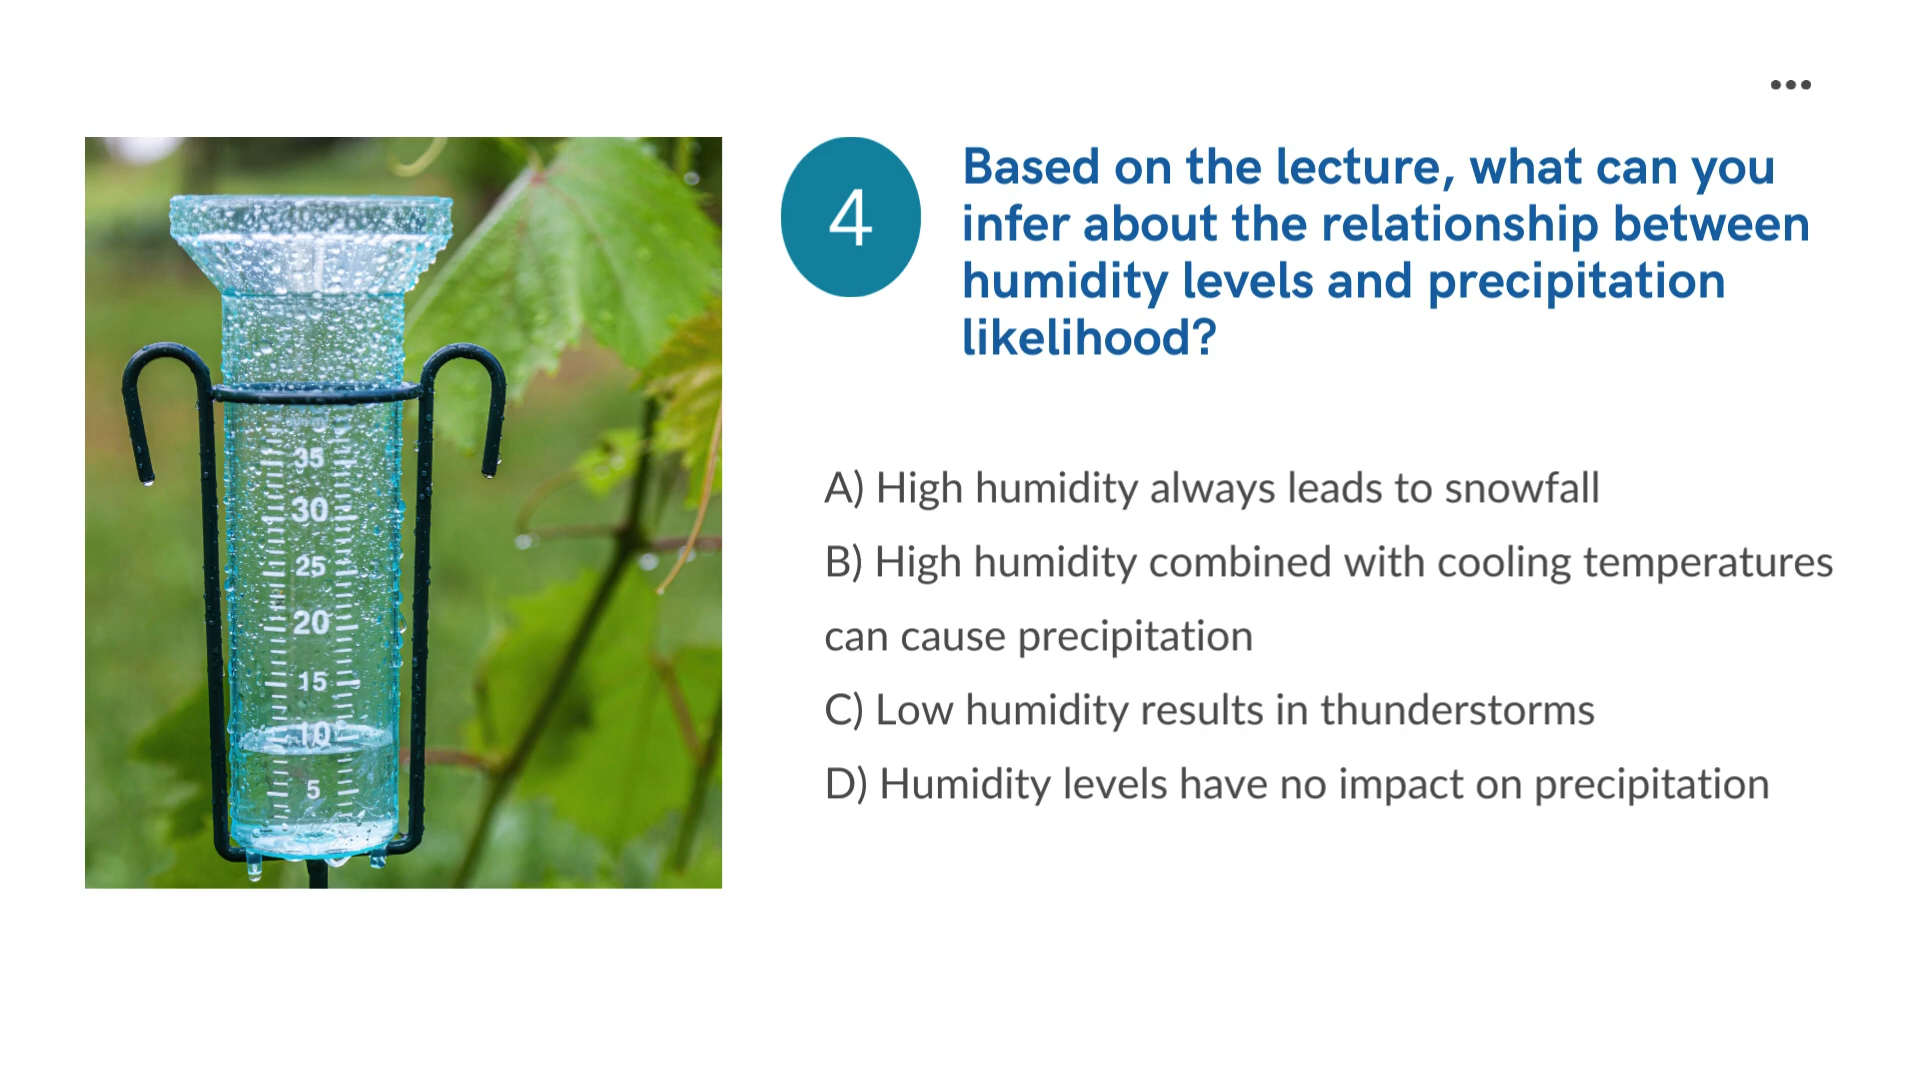 4
Based on the lecture, what can you
infer about the relationship between
humidity levels and precipitation
likelihood?
A) High humidity always leads to snowfall
B) High humidity combined with cooling temperatures
can cause precipitation
C) Low humidity results in thunderstorms
D) Humidity levels have no impact on precipitation
35
30
25
20
15
10
5